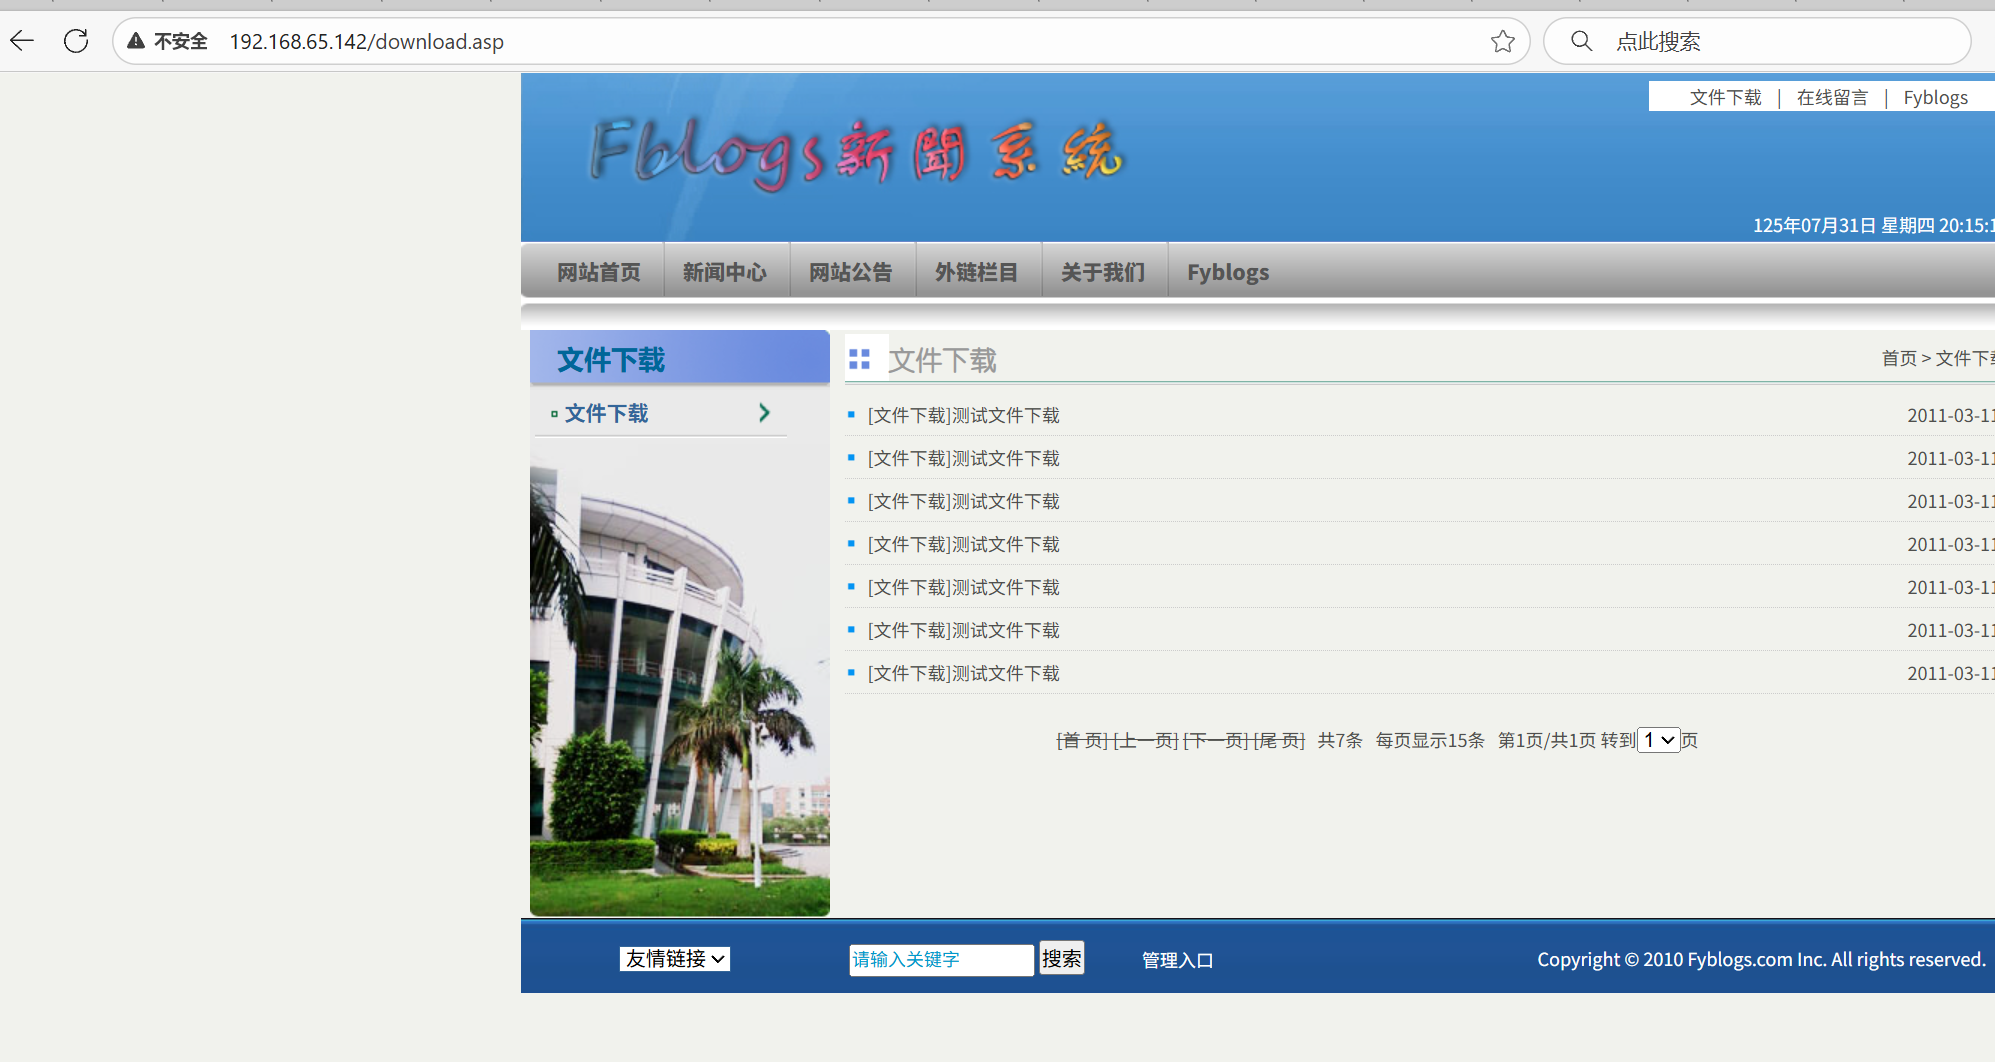 不安全 192.168.65.142/download.asp 点此搜索
文件下载 | 在线留言 | Fyblogs
Fblogs新聞系統
125年07月31日 星期四 20:15:1
网站首页 新闻中心 网站公告 外链栏目 关于我们 Fyblogs
文件下载
文件下载
文件下载 首页 > 文件下载
[文件下载]测试文件下载 2011-03-11
[文件下载]测试文件下载 2011-03-11
[文件下载]测试文件下载 2011-03-11
[文件下载]测试文件下载 2011-03-11
[文件下载]测试文件下载 2011-03-11
[文件下载]测试文件下载 2011-03-11
[文件下载]测试文件下载 2011-03-11
[首 页] [上一页] [下一页] [尾 页] 共7条 每页显示15条 第1页/共1页 转到1页
友情链接 请输入关键字 搜索 管理入口 Copyright © 2010 Fyblogs.com Inc. All rights reserved.